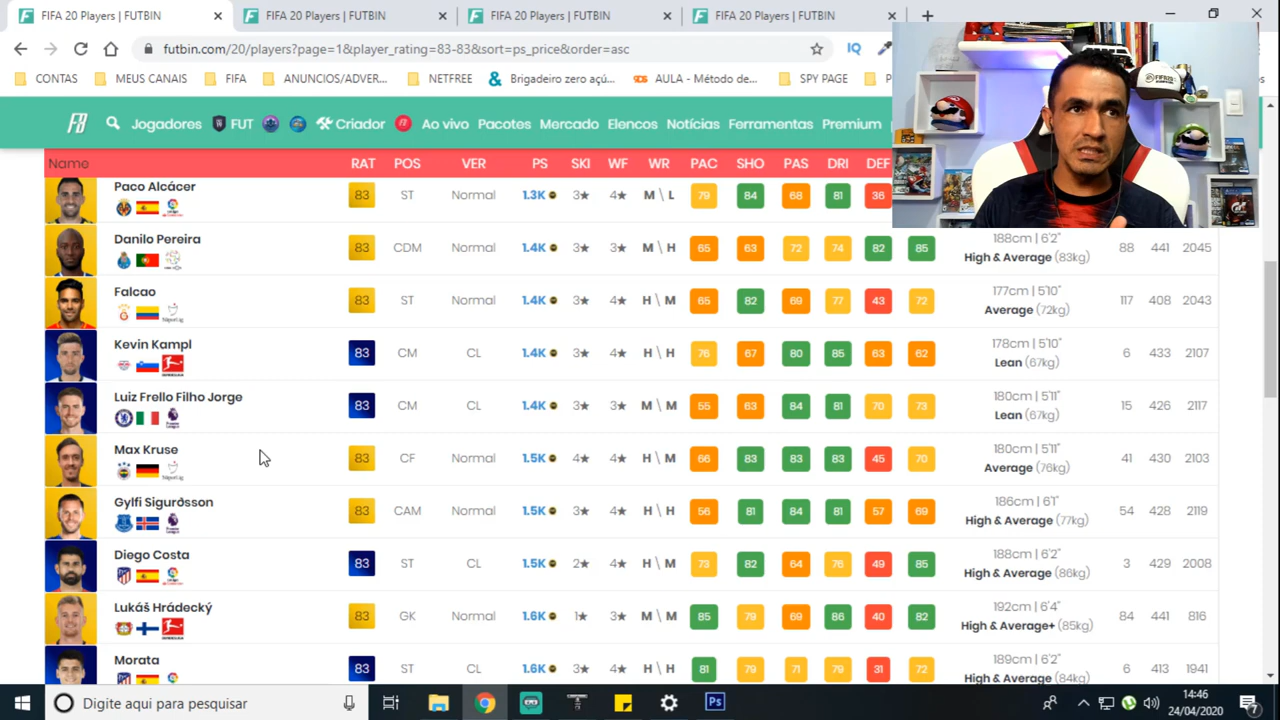 FIFA 20 Players | FUTBIN × FIFA 20 Players | FUTBIN × FIFA 20 Players | FUTBIN × FIFA 20 Players | FUTBIN × +
futbin.com/20/players?page=1&player_rating=83-83&sort=ps_price&order=asc IQ
CONTAS MEUS CANAIS FIFA ANUNCIOS/ADVER... NETFREE Brigadeiro zero açú... AULA - Método de... SPY PAGE
Jogadores FUT Criador Ao vivo Pacotes Mercado Elencos Notícias Ferramentas Premium
Name RAT POS VER PS SKI WF WR PAC SHO PAS DRI DEF
Paco Alcácer 83 ST Normal 1.3K 3★ 4★ M \ L 79 84 68 81 36
Danilo Pereira 83 CDM Normal 1.4K 3★ 3★ M \ H 65 63 72 74 82 85 188cm | 6'2" 88 441 2045
High & Average (83kg)
Falcao 83 ST Normal 1.4K 3★ 4★ H \ M 65 82 69 77 43 72 177cm | 5'10" 117 408 2043
Average (72kg)
Kevin Kampl 83 CM CL 1.4K 3★ 4★ H \ H 76 67 80 85 63 62 178cm | 5'10" 6 433 2107
Lean (67kg)
Luiz Frello Filho Jorge 83 CM CL 1.4K 3★ 3★ M \ M 55 63 84 81 70 73 180cm | 5'11" 15 426 2117
Lean (67kg)
Max Kruse 83 CF Normal 1.5K 4★ 4★ H \ M 66 83 83 83 45 70 180cm | 5'11" 41 430 2103
Average (76kg)
Gylfi Sigurðsson 83 CAM Normal 1.5K 3★ 4★ H \ H 56 81 84 81 57 69 186cm | 6'1" 54 428 2119
High & Average (77kg)
Diego Costa 83 ST CL 1.5K 2★ 4★ H \ M 73 82 64 76 49 85 188cm | 6'2" 3 429 2008
High & Average (86kg)
Lukáš Hrádecký 83 GK Normal 1.6K 1★ 3★ M \ M 85 79 69 86 40 82 192cm | 6'4" 84 441 816
High & Average+ (85kg)
Morata 83 ST CL 1.6K 3★ 4★ H \ H 81 79 71 79 31 72 189cm | 6'2" 6 413 1941
High & Average (84kg)
Digite aqui para pesquisar Ps 14:46
24/04/2020 7